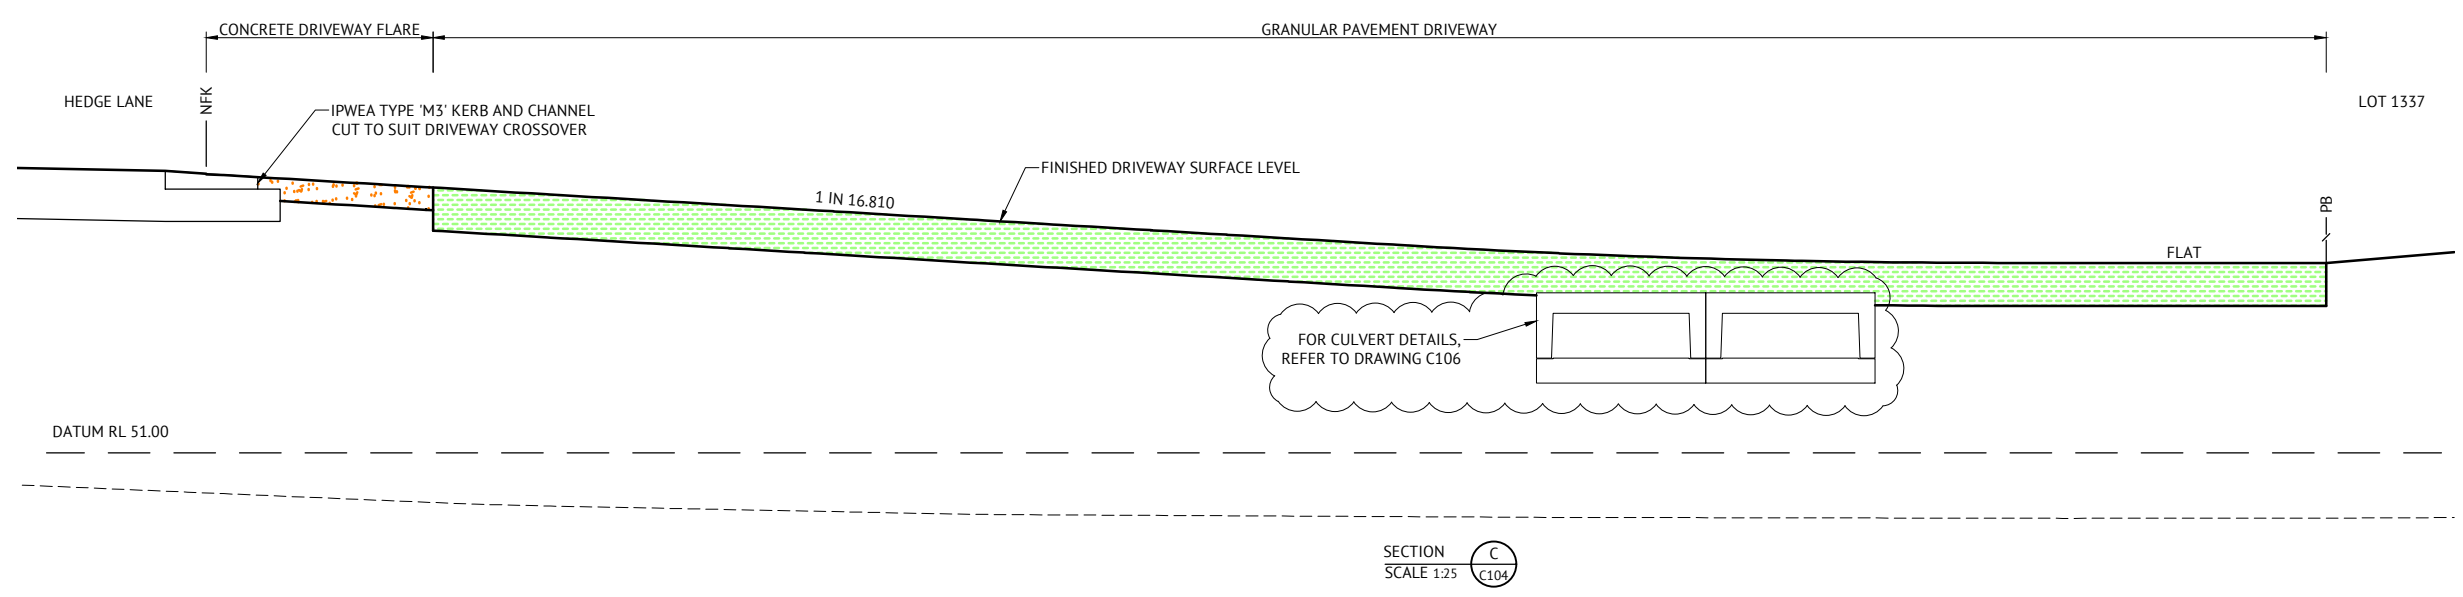 CONCRETE DRIVEWAY FLARE
GRANULAR PAVEMENT DRIVEWAY
HEDGE LANE
NFK
IPWEA TYPE 'M3' KERB AND CHANNEL
CUT TO SUIT DRIVEWAY CROSSOVER
LOT 1337
FINISHED DRIVEWAY SURFACE LEVEL
1 IN 16.810
PB
FLAT
FOR CULVERT DETAILS,
REFER TO DRAWING C106
DATUM RL 51.00
SECTION
SCALE 1:25
C
C104